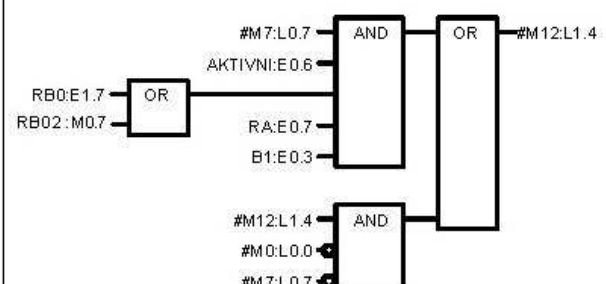 #M7:L0.7 AND OR #M12:L1.4
AKTIVNI:E0.6
RB0:E1.7 OR
RB02:M0.7
RA:E0.7
B1:E0.3
#M12:L1.4 AND
#M0:L0.0
#M7:L0.7